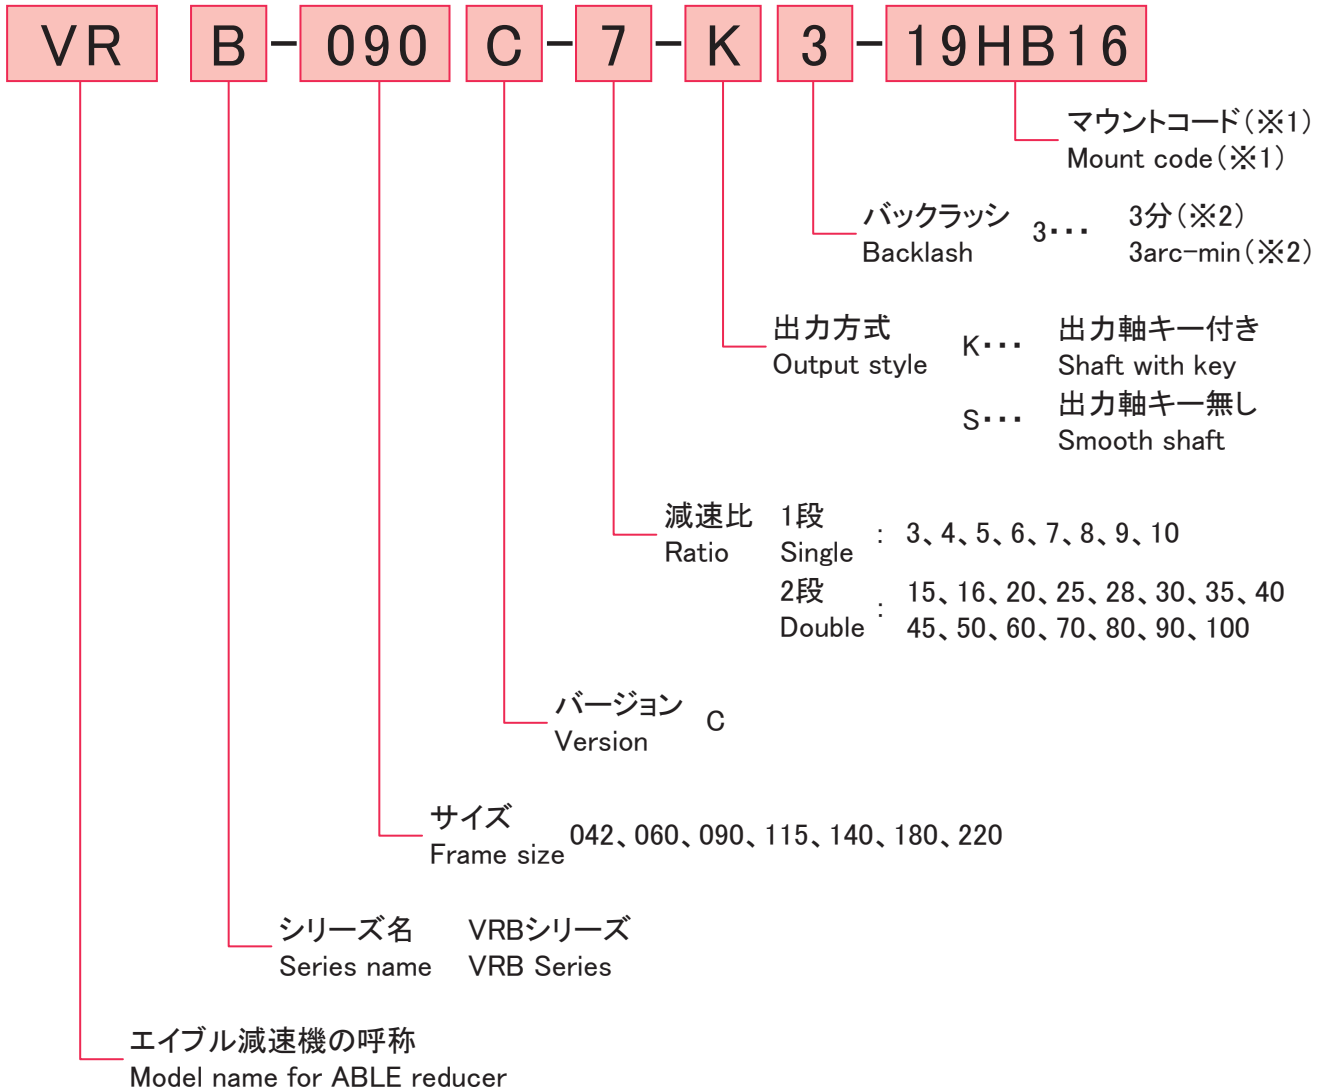 VR B-090 C-7-K 3-19HB16
マウントコード(※1)
Mount code(※1)
バックラッシ 3・・・ 3分(※2)
Backlash 3arc-min(※2)
出力方式 K・・・ 出力軸キー付き
Output style Shaft with key
S・・・ 出力軸キー無し
Smooth shaft
減速比 1段 : 3、4、5、6、7、8、9、10
Ratio Single
2段 : 15、16、20、25、28、30、35、40
Double 45、50、60、70、80、90、100
バージョン C
Version
サイズ 042、060、090、115、140、180、220
Frame size
シリーズ名 VRBシリーズ
Series name VRB Series
エイブル減速機の呼称
Model name for ABLE reducer